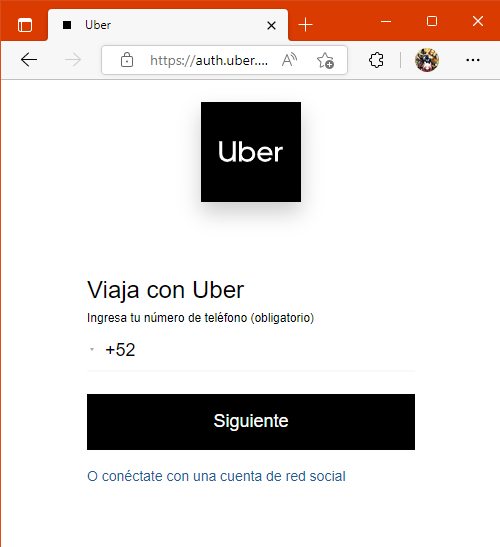 Uber
https://auth.uber....
Uber
Viaja con Uber
Ingresa tu número de teléfono (obligatorio)
+52
Siguiente
O conéctate con una cuenta de red social